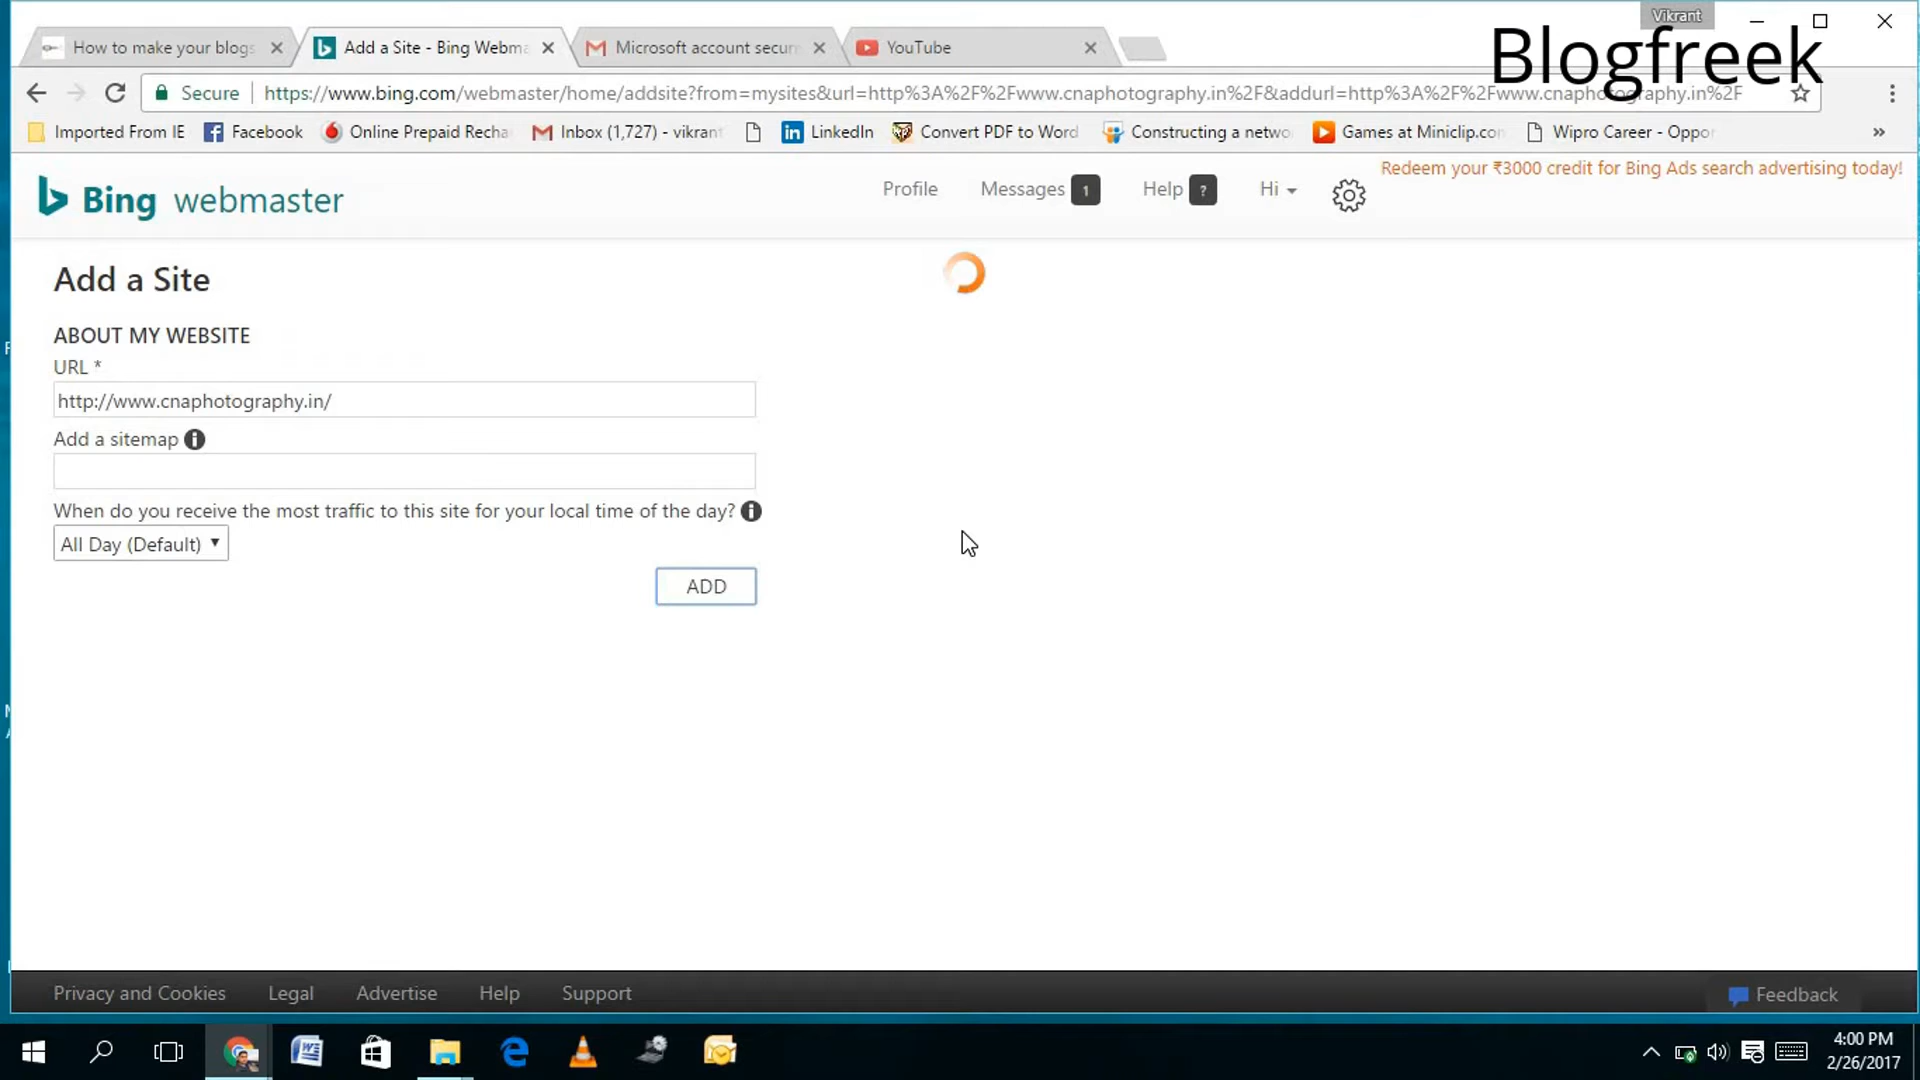 Vikrant
Blogfreek
How to make your blogs
Add a Site - Bing Webma
Microsoft account secur
YouTube
Secure
https://www.bing.com/webmaster/home/addsite?from=mysites&url=http%3A%2F%2Fwww.cnaphotography.in%2F&addurl=http%3A%2F%2Fwww.cnaphotography.in%2F
Imported From IE
Facebook
Online Prepaid Recha
Inbox (1,727) - vikrant
LinkedIn
Convert PDF to Word
Constructing a netwo
Games at Miniclip.con
Wipro Career - Oppor
»
Bing webmaster
Profile
Messages 1
Help ?
Hi
Redeem your ₹3000 credit for Bing Ads search advertising today!
Add a Site
ABOUT MY WEBSITE
URL *
http://www.cnaphotography.in/
Add a sitemap
When do you receive the most traffic to this site for your local time of the day?
All Day (Default)
ADD
Privacy and Cookies
Legal
Advertise
Help
Support
Feedback
4:00 PM
2/26/2017